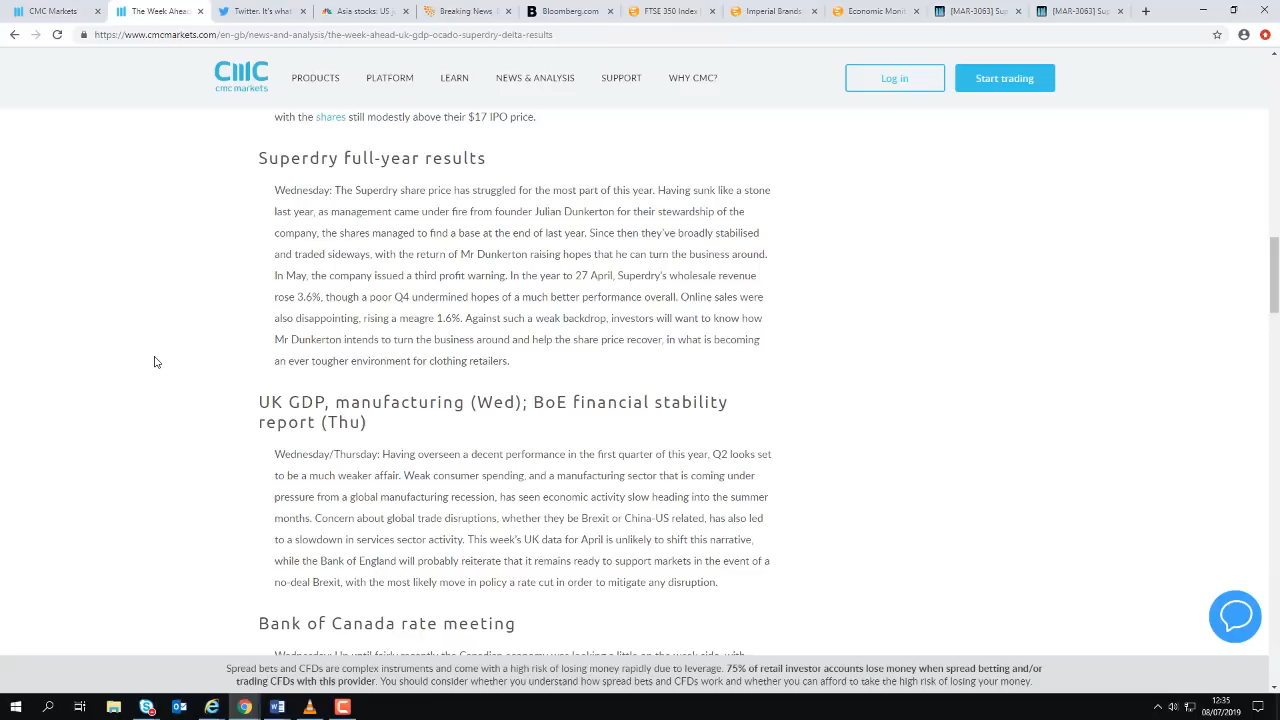 CMC Markets
The Week Ahea
Twitter. It's what
Asia stocks: US j
Breaking News
Bloomberg.com
FTSE 350 Index
Imperial Brands
Economic Moni
[MAR-3063] Sup
[MAR-3063] Sup
https://www.cmcmarkets.com/en-gb/news-and-analysis/the-week-ahead-uk-gdp-ocado-superdry-delta-results
cmc markets
PRODUCTS
PLATFORM
LEARN
NEWS & ANALYSIS
SUPPORT
WHY CMC?
Log in
Start trading
with the shares still modestly above their $17 IPO price.
Superdry full-year results
Wednesday: The Superdry share price has struggled for the most part of this year. Having sunk like a stone
last year, as management came under fire from founder Julian Dunkerton for their stewardship of the
company, the shares managed to find a base at the end of last year. Since then they've broadly stabilised
and traded sideways, with the return of Mr Dunkerton raising hopes that he can turn the business around.
In May, the company issued a third profit warning. In the year to 27 April, Superdry's wholesale revenue
rose 3.6%, though a poor Q4 undermined hopes of a much better performance overall. Online sales were
also disappointing, rising a meagre 1.6%. Against such a weak backdrop, investors will want to know how
Mr Dunkerton intends to turn the business around and help the share price recover, in what is becoming
an ever tougher environment for clothing retailers.
UK GDP, manufacturing (Wed); BoE financial stability
report (Thu)
Wednesday/Thursday: Having overseen a decent performance in the first quarter of this year, Q2 looks set
to be a much weaker affair. Weak consumer spending, and a manufacturing sector that is coming under
pressure from a global manufacturing recession, has seen economic activity slow heading into the summer
months. Concern about global trade disruptions, whether they be Brexit or China-US related, has also led
to a slowdown in services sector activity. This week's UK data for April is unlikely to shift this narrative,
while the Bank of England will probably reiterate that it remains ready to support markets in the event of a
no-deal Brexit, with the most likely move in policy a rate cut in order to mitigate any disruption.
Bank of Canada rate meeting
Wednesday: Up until fairly recently the Canadian economy was looking a little on the weak side, with
Spread bets and CFDs are complex instruments and come with a high risk of losing money rapidly due to leverage. 75% of retail investor accounts lose money when spread betting and/or
trading CFDs with this provider. You should consider whether you understand how spread bets and CFDs work and whether you can afford to take the high risk of losing your money.
12:35
08/07/2019